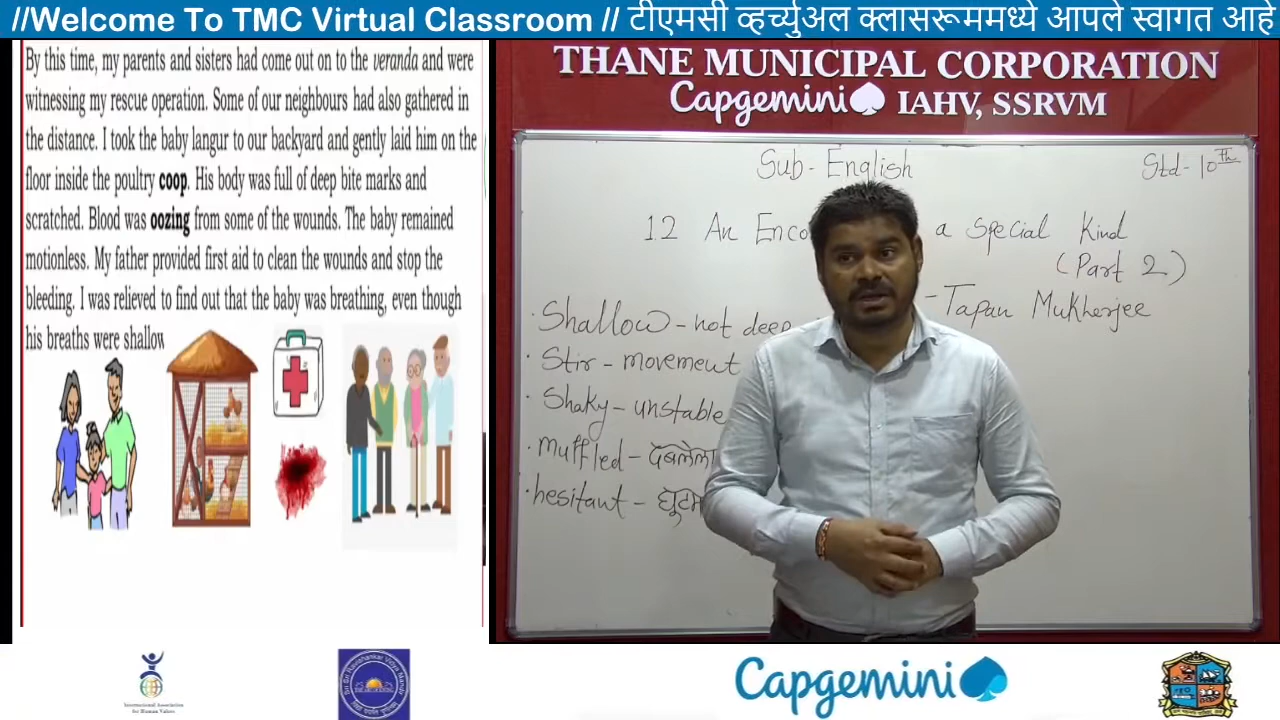 //Welcome To TMC Virtual Classroom // टीएमसी व्हर्च्युअल क्लासरूममध्ये आपले स्वागत आहे
By this time, my parents and sisters had come out on to the veranda and were
witnessing my rescue operation. Some of our neighbours had also gathered in
the distance. I took the baby langur to our backyard and gently laid him on the
floor inside the poultry coop. His body was full of deep bite marks and
scratched. Blood was oozing from some of the wounds. The baby remained
motionless. My father provided first aid to clean the wounds and stop the
bleeding. I was relieved to find out that the baby was breathing, even though
his breaths were shallow
THANE MUNICIPAL CORPORATION
Capgemini IAHV, SSRVM
Sub - English
Std - 10th
12 An Enco a special Kind
(Part 2)
- Tapan Mukherjee
· Shallow - not deep
· Stir - movement
· Shaky - unstable
· muffled - दबलेला
· hesitant -
International Association
for Human Values
Capgemini